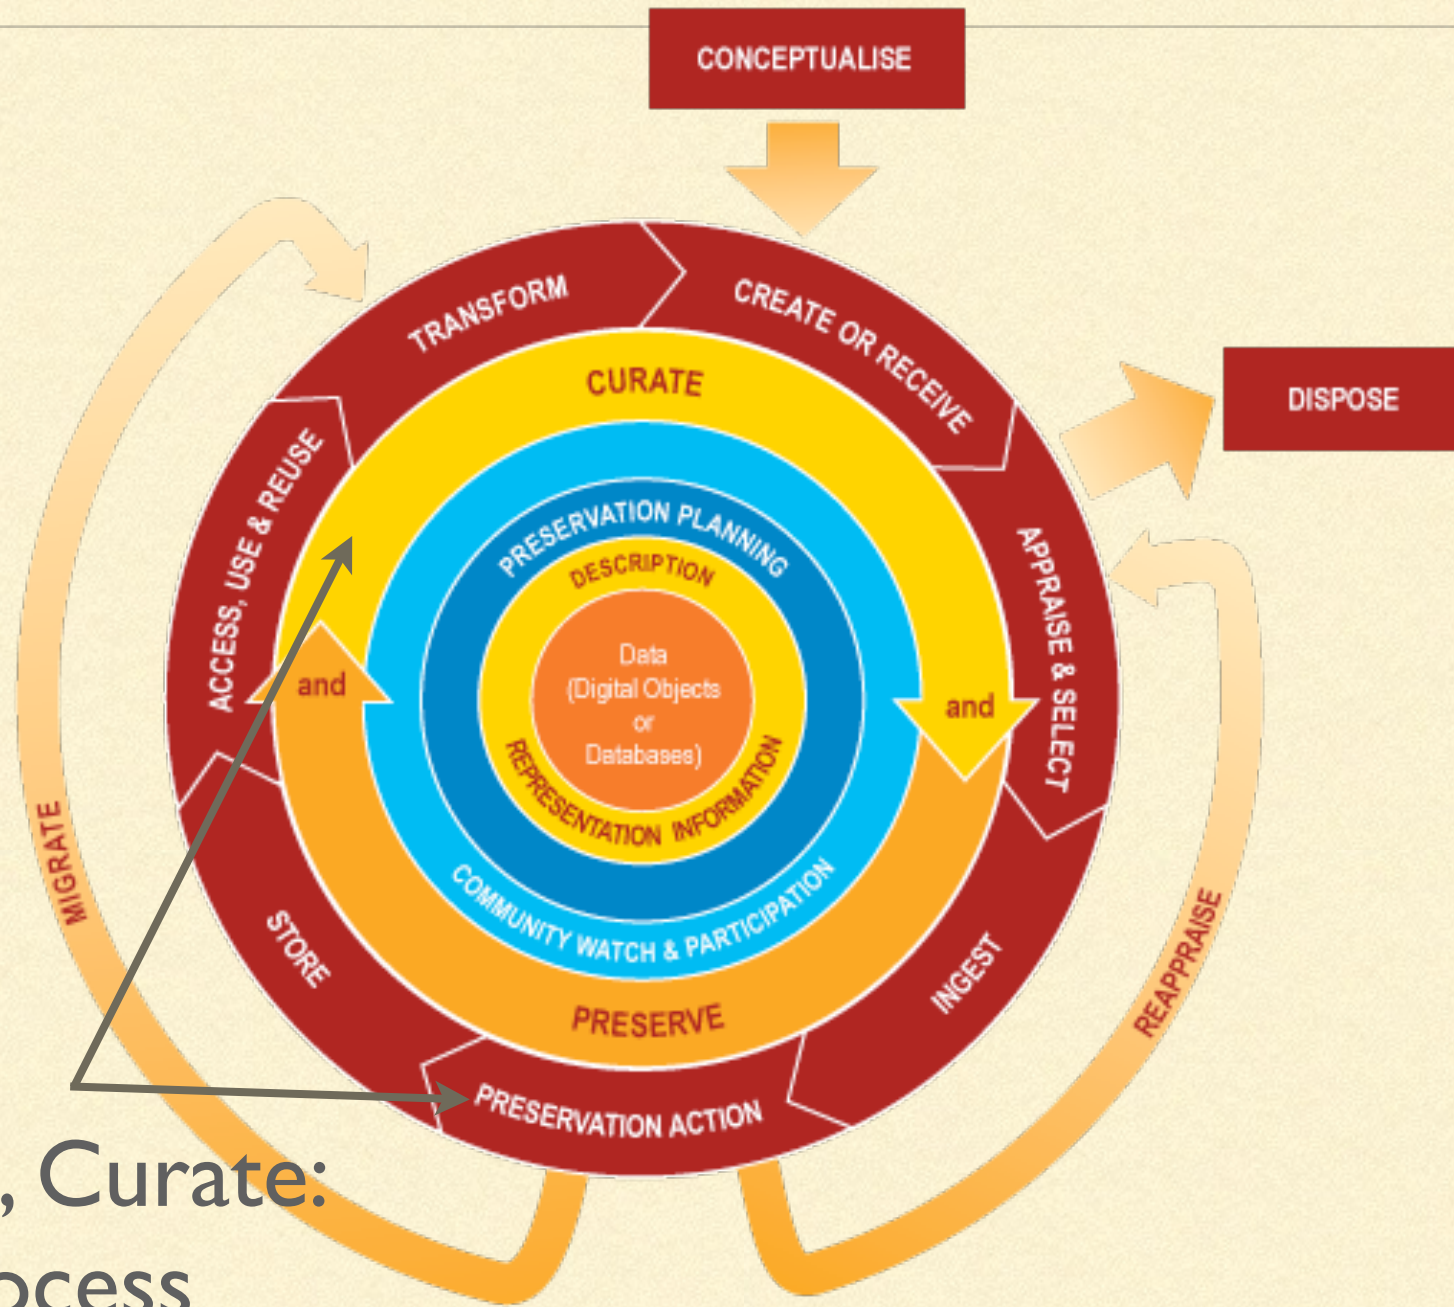 CONCEPTUALISE
TRANSFORM
CREATE OR RECEIVE
DISPOSE
CURATE
ACCESS, USE & REUSE
APPRAISE & SELECT
PRESERVATION PLANNING
DESCRIPTION
and
Data
(Digital Objects
or
Databases)
and
REPRESENTATION INFORMATION
COMMUNITY WATCH & PARTICIPATION
MIGRATE
STORE
INGEST
REAPPRAISE
PRESERVE
PRESERVATION ACTION
, Curate: